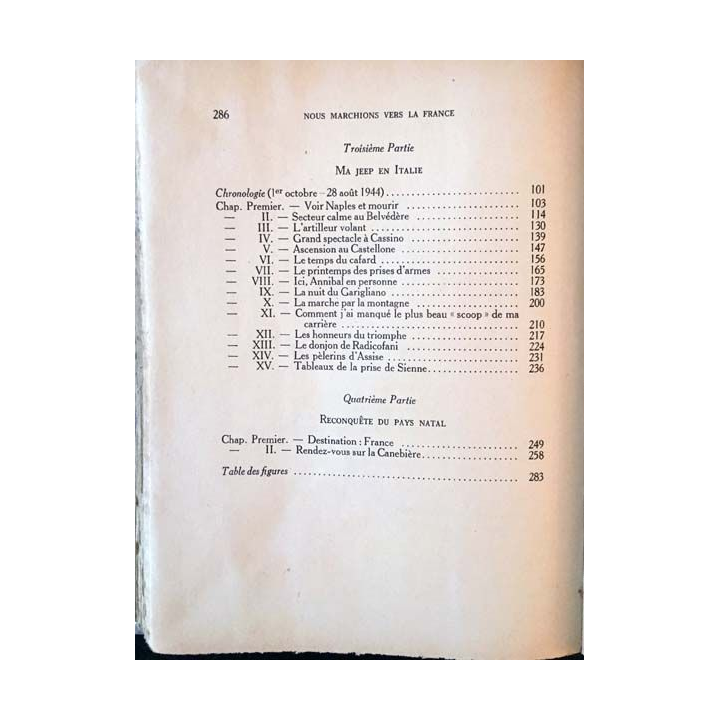 286 NOUS MARCHIONS VERS LA FRANCE
Troisième Partie
MA JEEP EN ITALIE
Chronologie (1er octobre - 28 août 1944) 101
Chap. Premier. — Voir Naples et mourir 103
— II. — Secteur calme au Belvédère 114
— III. — L'artilleur volant 130
— IV. — Grand spectacle à Cassino 139
— V. — Ascension au Castellone 147
— VI. — Le temps du cafard 156
— VII. — Le printemps des prises d'armes 165
— VIII. — Ici, Annibal en personne 173
— IX. — La nuit du Garigliano 183
— X. — La marche par la montagne 200
— XI. — Comment j'ai manqué le plus beau « scoop » de ma
carrière 210
— XII. — Les honneurs du triomphe 217
— XIII. — Le donjon de Radicofani 224
— XIV. — Les pèlerins d'Assise 231
— XV. — Tableaux de la prise de Sienne 236
Quatrième Partie
RECONQUÊTE DU PAYS NATAL
Chap. Premier. — Destination : France 249
— II. — Rendez-vous sur la Canebière 258
Table des figures 283